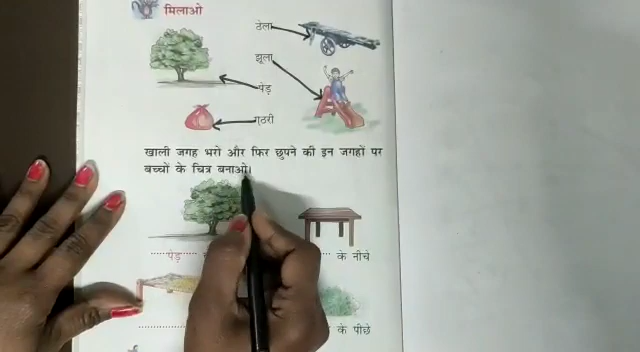 मिलाओ
ठेला
झूला
पेड़
गठरी
खाली जगह भरो और फिर छुपने की इन जगहों पर
बच्चों के चित्र बनाओ।
पेड़ के नीचे
के पीछे